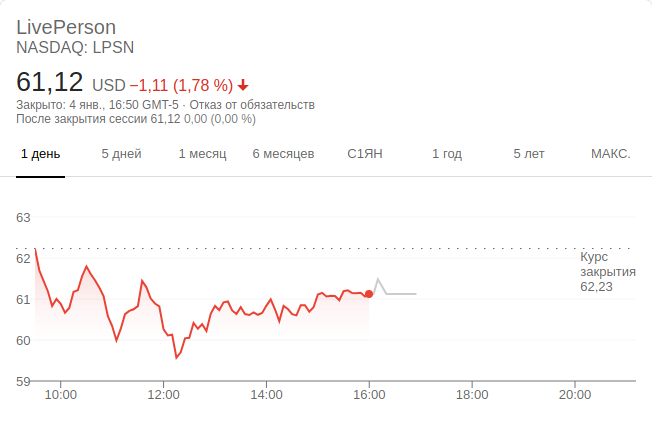 LivePerson
NASDAQ: LPSN
61,12 USD −1,11 (1,78 %)
Закрыто: 4 янв., 16:50 GMT-5 · Отказ от обязательств
После закрытия сессии 61,12 0,00 (0,00 %)
1 день 5 дней 1 месяц 6 месяцев С1ЯН 1 год 5 лет МАКС.
63
62
61
60
59
Курс
закрытия
62,23
10:00 12:00 14:00 16:00 18:00 20:00